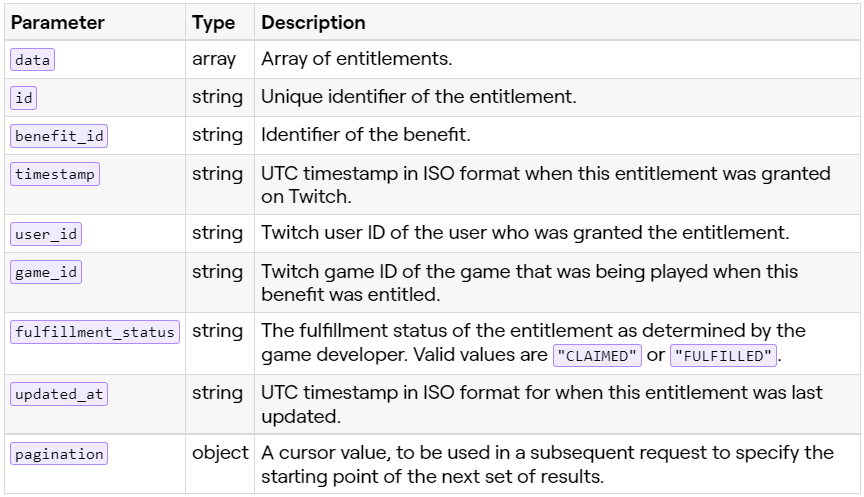 Parameter Type Description
data array Array of entitlements.
id string Unique identifier of the entitlement.
benefit_id string Identifier of the benefit.
timestamp string UTC timestamp in ISO format when this entitlement was granted
on Twitch.
user_id string Twitch user ID of the user who was granted the entitlement.
game_id string Twitch game ID of the game that was being played when this
benefit was entitled.
fulfillment_status string The fulfillment status of the entitlement as determined by the
game developer. Valid values are "CLAIMED" or "FULFILLED".
updated_at string UTC timestamp in ISO format for when this entitlement was last
updated.
pagination object A cursor value, to be used in a subsequent request to specify the
starting point of the next set of results.